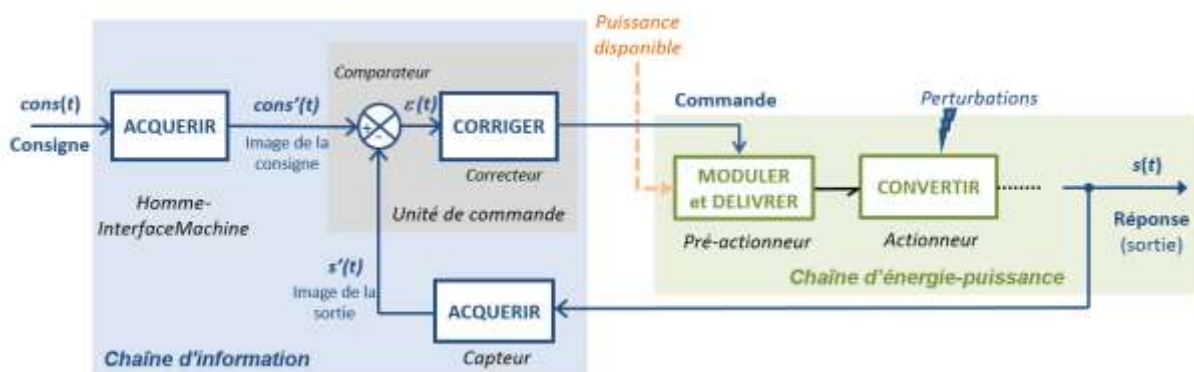 Puissance
disponible
Comparateur
cons(t)
Consigne
ACQUERIR
cons'(t)
Image de la
consigne
+
-
ε(t)
CORRIGER
Correcteur
Commande
Perturbations
Homme-
InterfaceMachine
Unité de commande
MODULER
et DELIVRER
Pré-actionneur
CONVERTIR
Actionneur
s(t)
Réponse
(sortie)
Chaîne d'énergie-puissance
s'(t)
Image de la
sortie
ACQUERIR
Capteur
Chaîne d'information